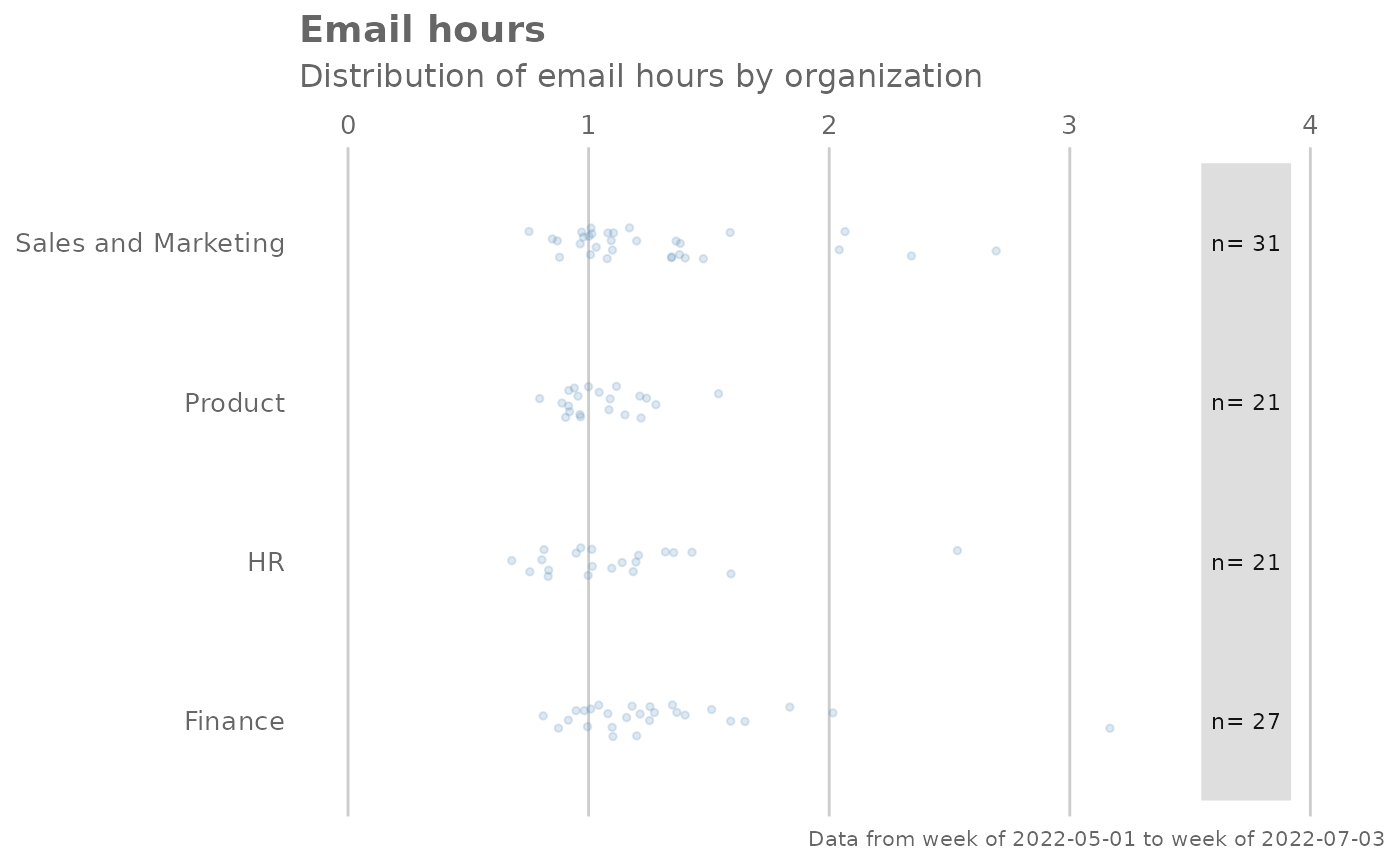 Email hours
Distribution of email hours by organization
0 1 2 3 4
Sales and Marketing n= 31
Product n= 21
HR n= 21
Finance n= 27
Data from week of 2022-05-01 to week of 2022-07-03